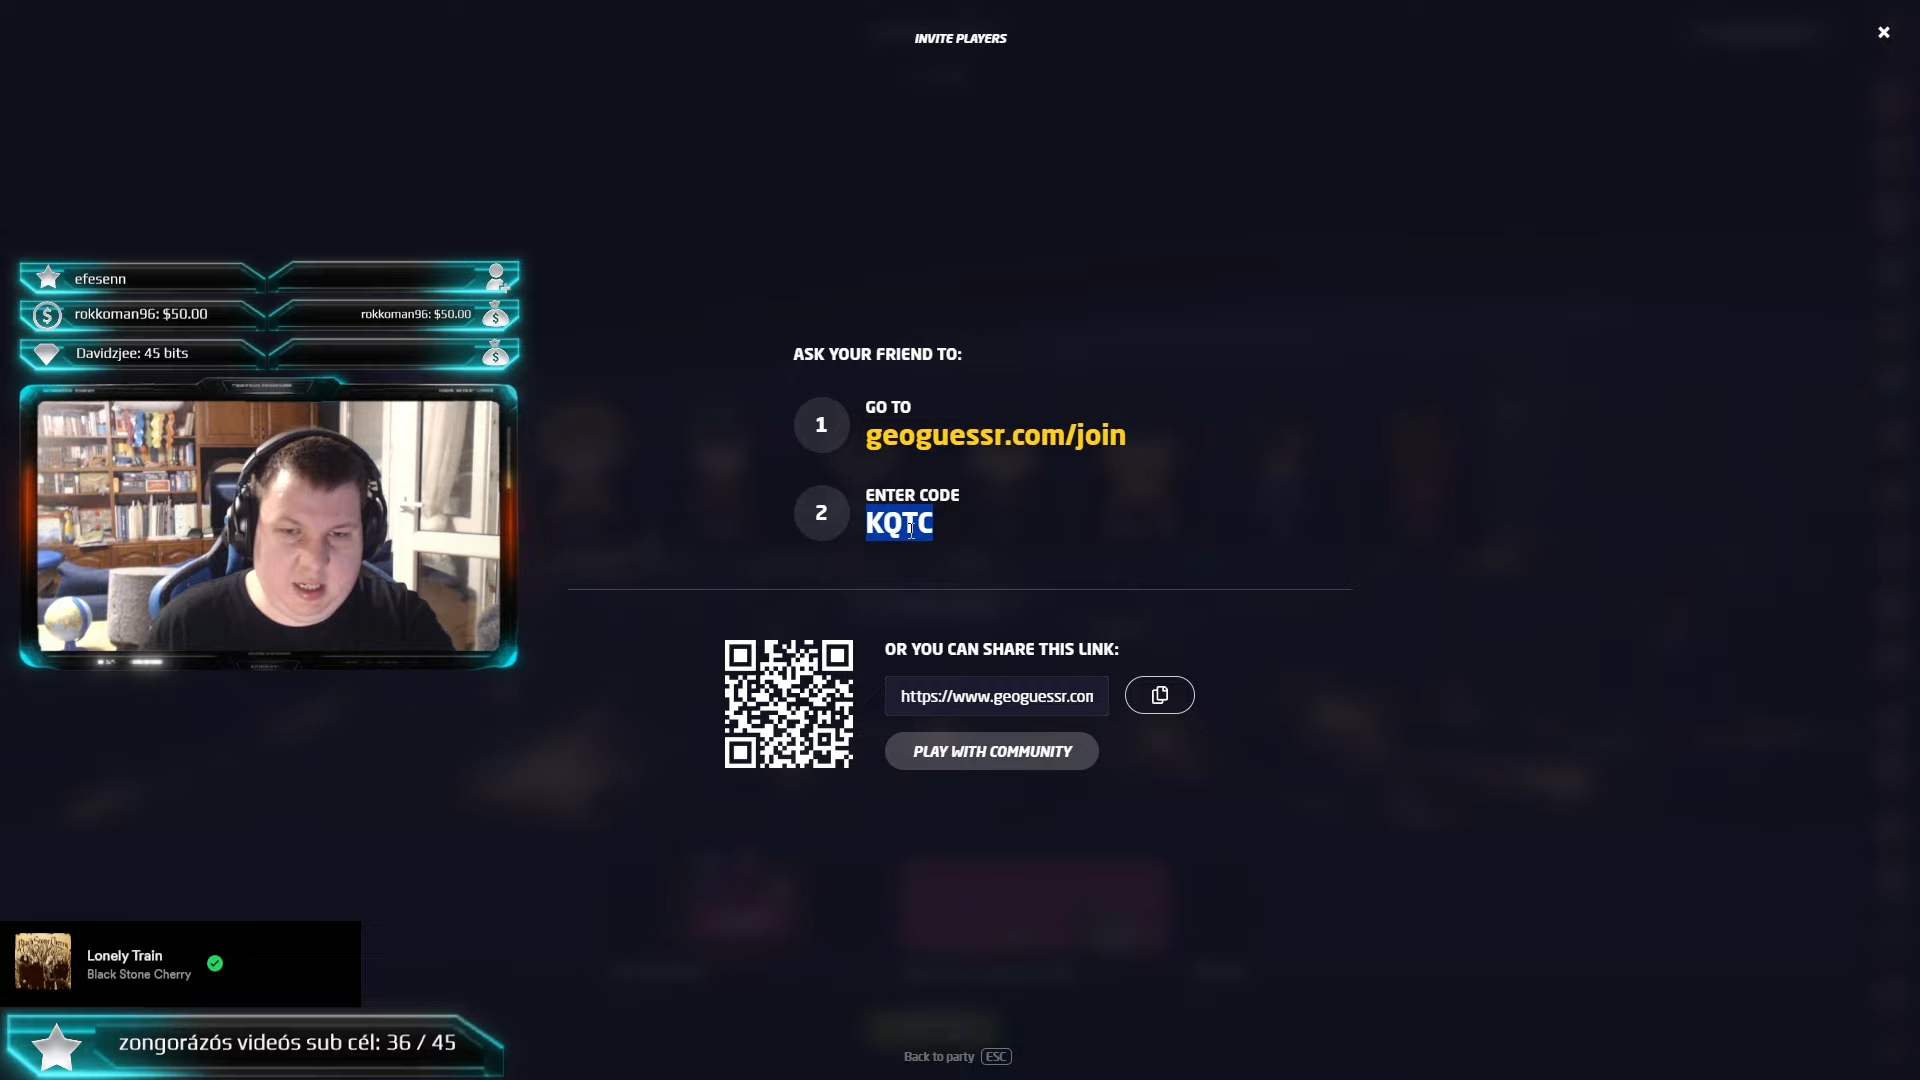 INVITE PLAYERS
efesenn
rokkoman96: $50.00
rokkoman96: $50.00
Davidzjee: 45 bits
ASK YOUR FRIEND TO:
1
GO TO
geoguessr.com/join
2
ENTER CODE
KQTC
OR YOU CAN SHARE THIS LINK:
https://www.geoguessr.con
PLAY WITH COMMUNITY
Lonely Train
Black Stone Cherry
zongorázós videós sub cél: 36 / 45
Back to party ESC